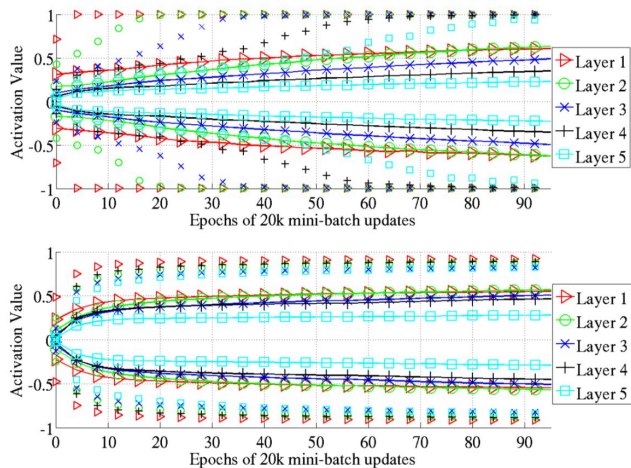 1
0.5
0
-0.5
-1
Activation Value
0 10 20 30 40 50 60 70 80 90
Epochs of 20k mini-batch updates
Layer 1
Layer 2
Layer 3
Layer 4
Layer 5
1
0.5
0
-0.5
-1
Activation Value
0 10 20 30 40 50 60 70 80 90
Epochs of 20k mini-batch updates
Layer 1
Layer 2
Layer 3
Layer 4
Layer 5